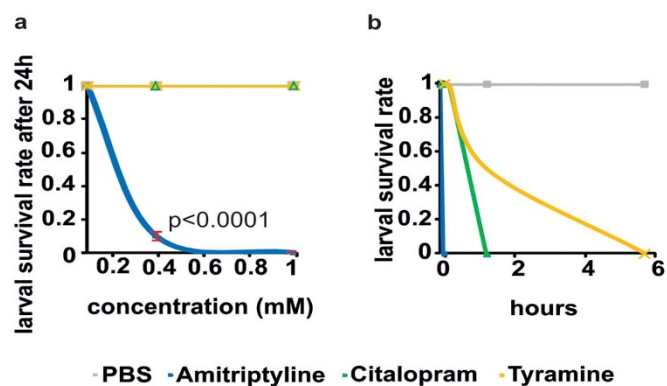 a
b
larval survival rate after 24h
1
0.8
0.6
0.4
0.2
0
p<0.0001
0.2 0.4 0.6 0.8 1
concentration (mM)
larval survival rate
1
0.8
0.6
0.4
0.2
0
0 2 4 6
hours
PBS Amitriptyline Citalopram Tyramine